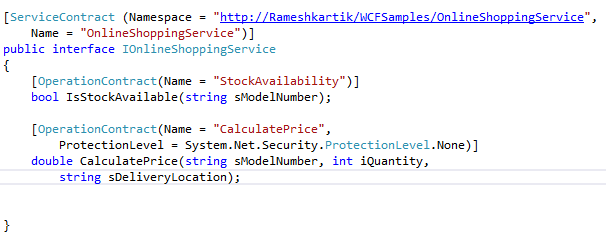 [ServiceContract (Namespace = "http://Rameshkartik/WCFSamples/OnlineShoppingService",
Name = "OnlineShoppingService")]
public interface IOnlineShoppingService
{
[OperationContract(Name = "StockAvailability")]
bool IsStockAvailable(string sModelNumber);
[OperationContract(Name = "CalculatePrice",
ProtectionLevel = System.Net.Security.ProtectionLevel.None)]
double CalculatePrice(string sModelNumber, int iQuantity,
string sDeliveryLocation);
}